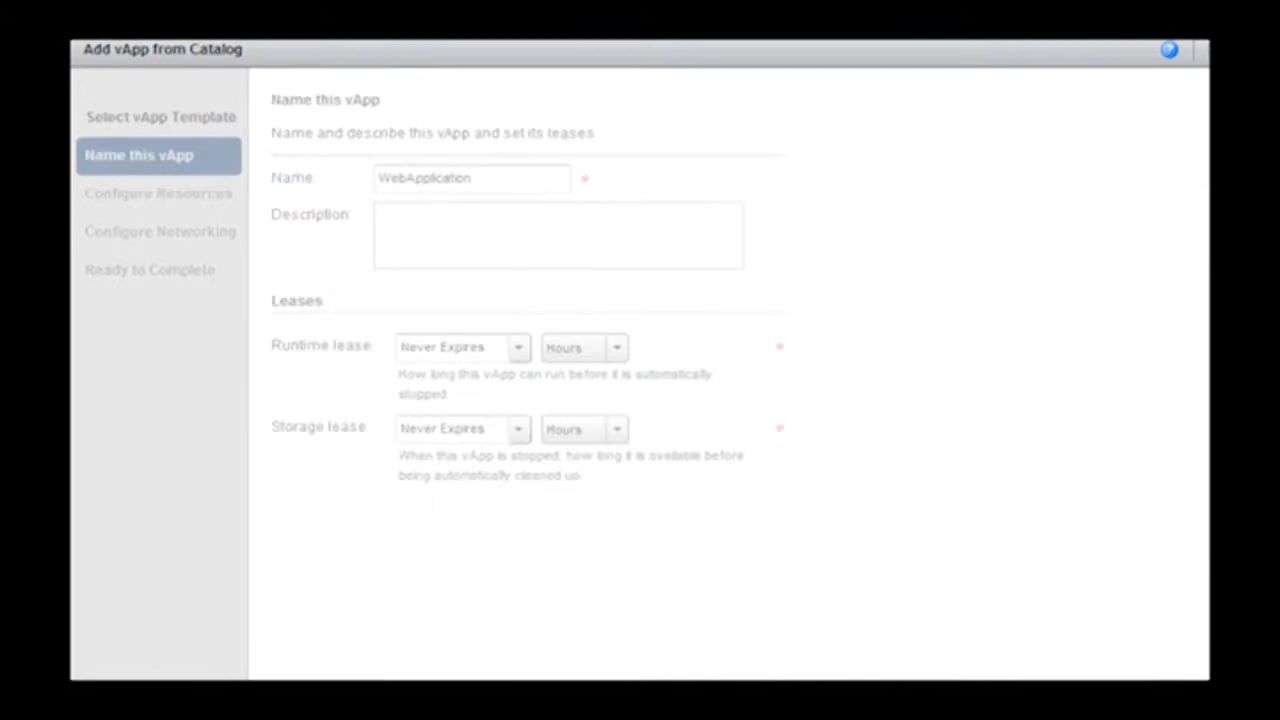 Add vApp from Catalog
Select vApp Template
Name this vApp
Configure Resources
Configure Networking
Ready to Complete
Name this vApp
Name and describe this vApp and set its leases.
Name: WebApplication *
Description:
Leases
Runtime lease: Never Expires Hours *
How long this vApp can run before it is automatically
stopped.
Storage lease: Never Expires Hours *
When this vApp is stopped, how long it is available before
being automatically cleaned up.